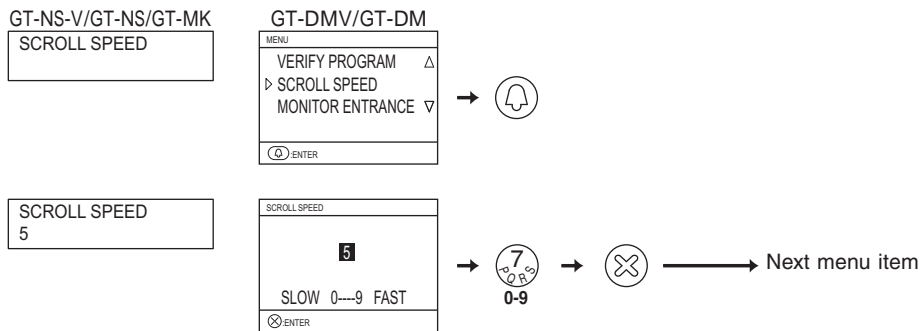 GT-NS-V/GT-NS/GT-MK
SCROLL SPEED
GT-DMV/GT-DM
MENU
VERIFY PROGRAM
SCROLL SPEED
MONITOR ENTRANCE
:ENTER
SCROLL SPEED
5
SCROLL SPEED
5
SLOW 0----9 FAST
:ENTER
7
PQRS
0-9
Next menu item